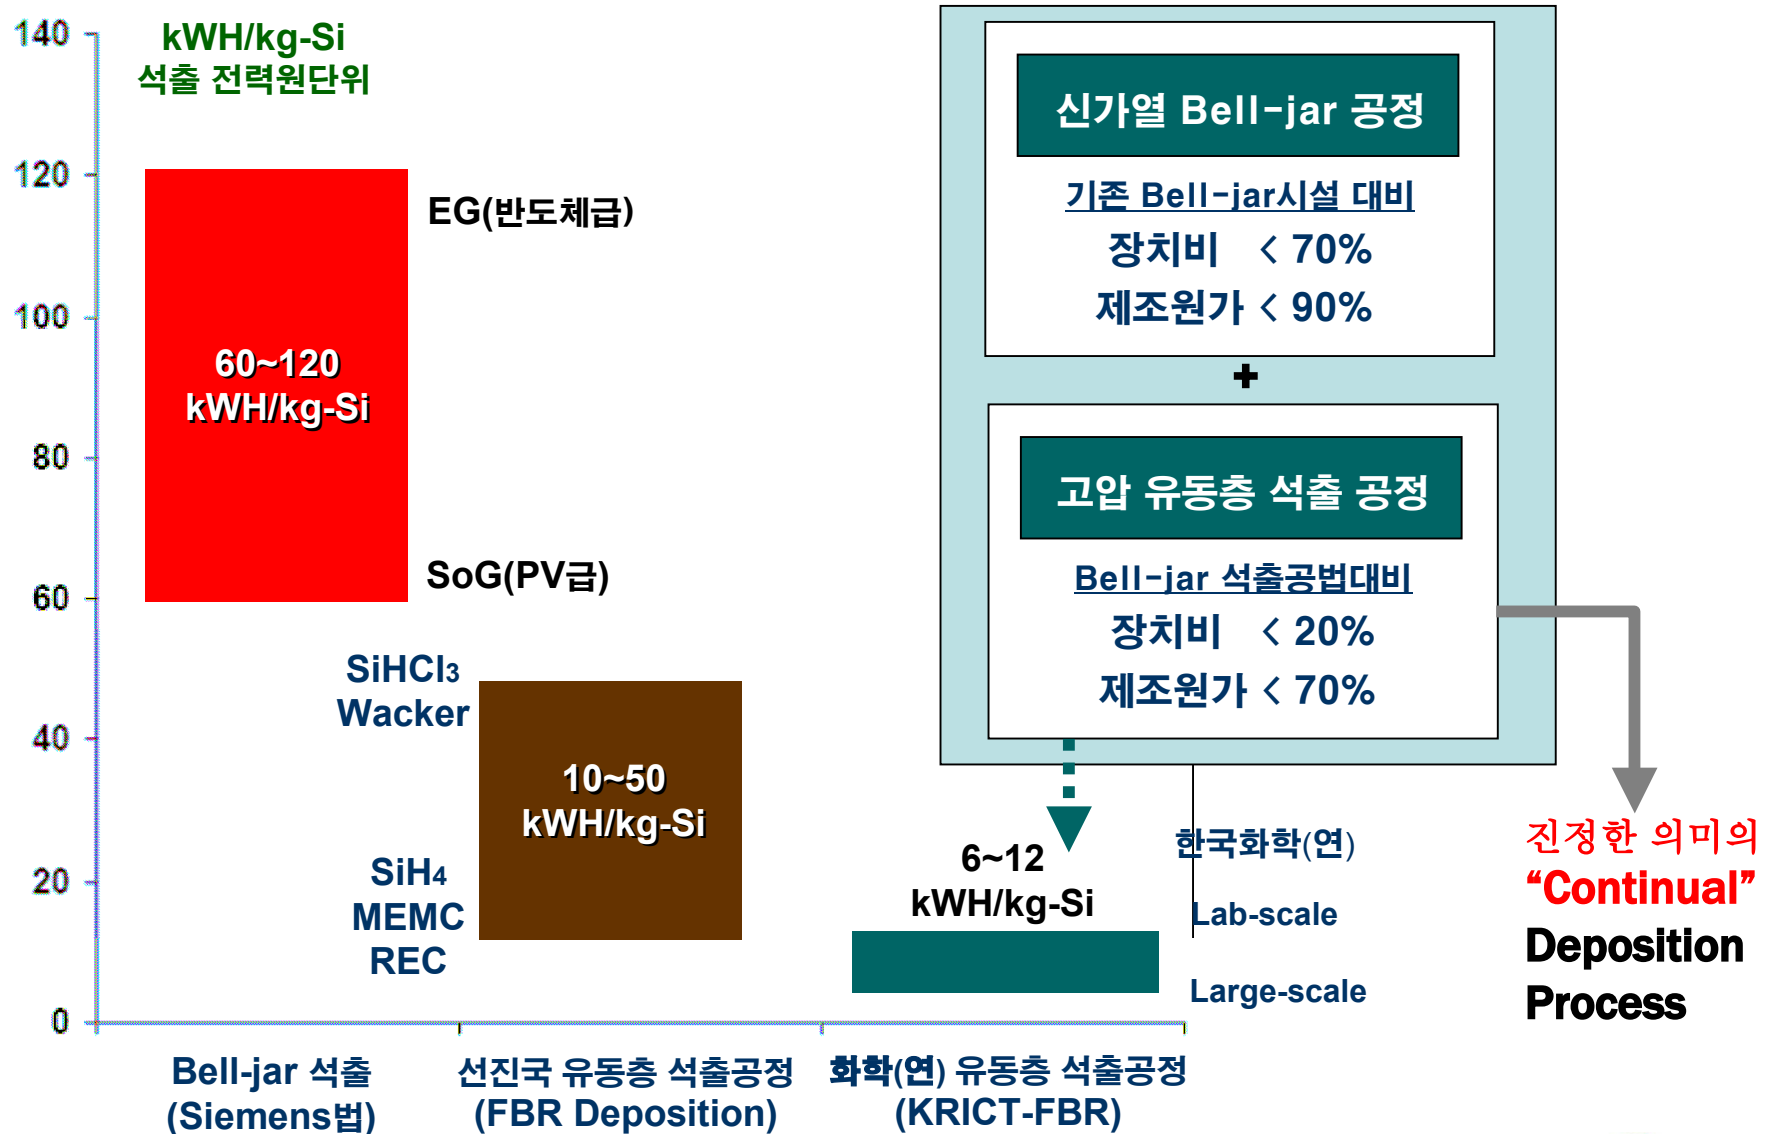 kWH/kg-Si
석출 전력원단위
140
120
100
80
60
40
20
0
EG(반도체급)
60~120
kWH/kg-Si
SoG(PV급)
SiHCl3
Wacker
10~50
kWH/kg-Si
SiH4
MEMC
REC
6~12
kWH/kg-Si
한국화학(연)
Lab-scale
Large-scale
Bell-jar 석출
(Siemens법)
선진국 유동층 석출공정
(FBR Deposition)
화학(연) 유동층 석출공정
(KRICT-FBR)
신가열 Bell-jar 공정
기존 Bell-jar시설 대비
장치비 < 70%
제조원가 < 90%
+
고압 유동층 석출 공정
Bell-jar 석출공법대비
장치비 < 20%
제조원가 < 70%
진정한 의미의
“Continual”
Deposition
Process